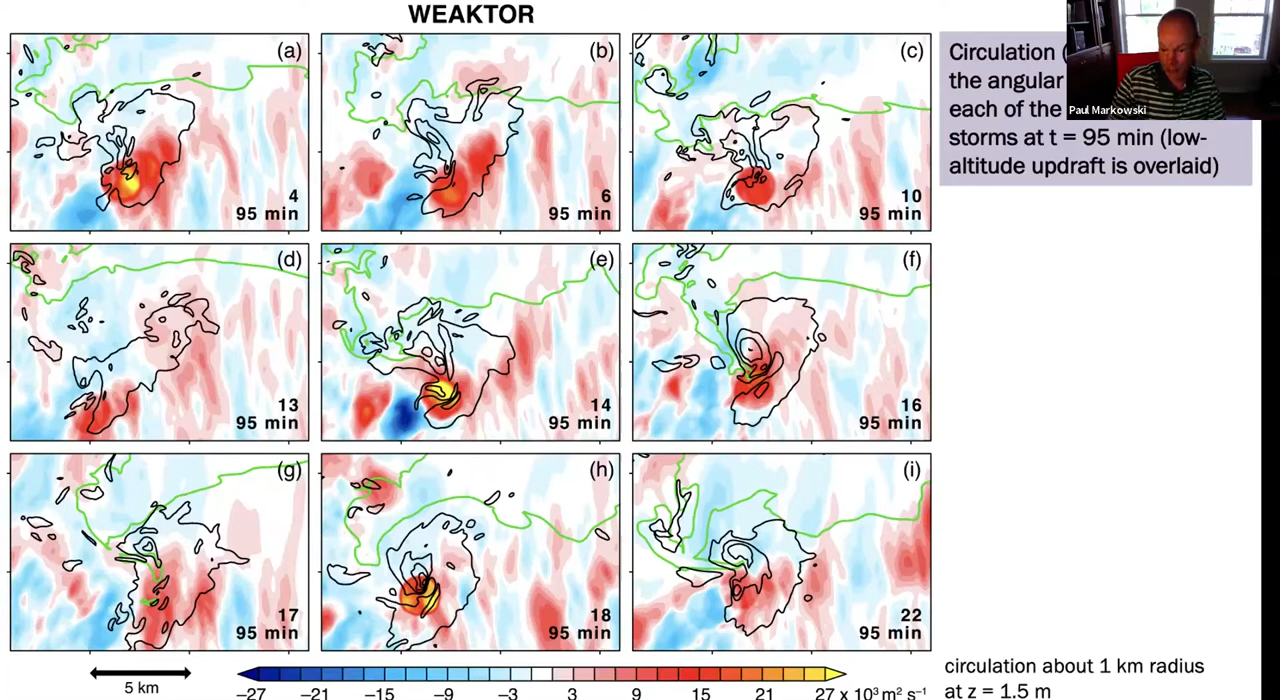 WEAKTOR
(a)
4
95 min
(b)
6
95 min
(c)
10
95 min
(d)
13
95 min
(e)
14
95 min
(f)
16
95 min
(g)
17
95 min
(h)
18
95 min
(i)
22
95 min
5 km
−27 −21 −15 −9 −3 3 9 15 21 27 x 10³ m² s⁻¹
Circulation (
the angular
each of the
storms at t = 95 min (low-
altitude updraft is overlaid)
Paul Markowski
circulation about 1 km radius
at z = 1.5 m